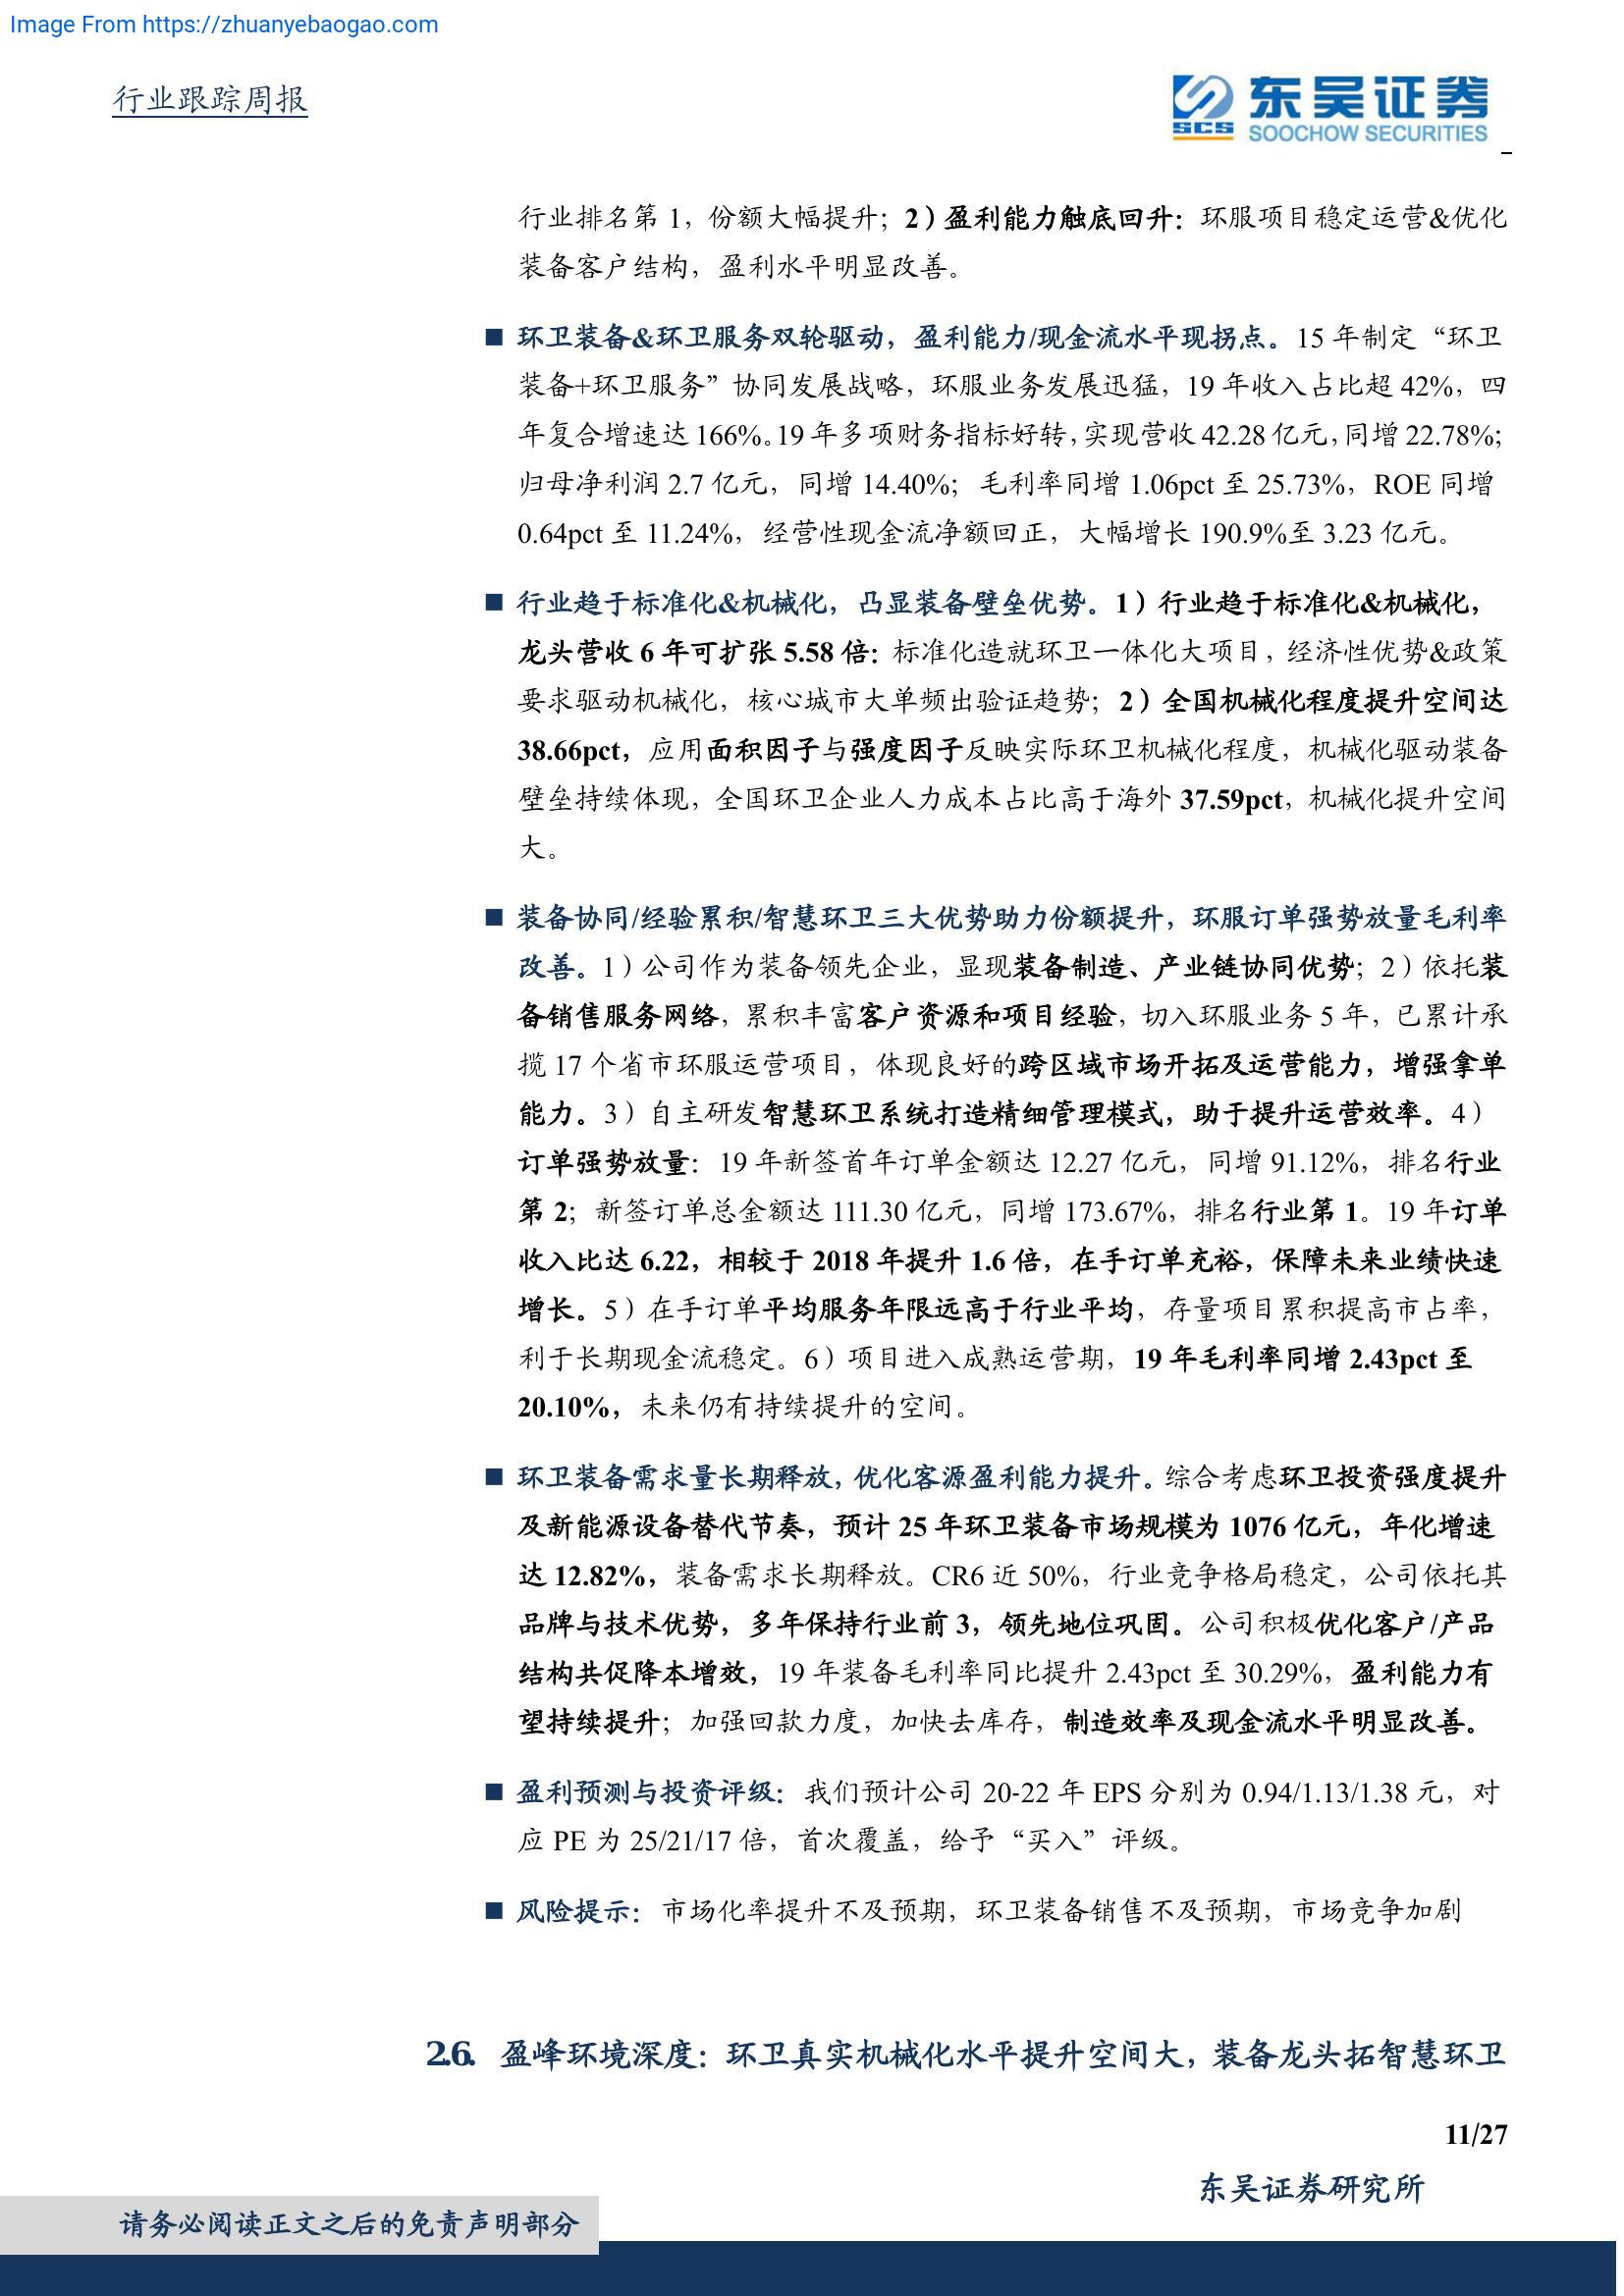 Image From https://zhuanyebaogao.com
行业跟踪周报
东吴证券
SCS
SOOCHOW SECURITIES
行业排名第 1，份额大幅提升；2）盈利能力触底回升：环服项目稳定运营&优化
装备客户结构，盈利水平明显改善。
■ 环卫装备&环卫服务双轮驱动，盈利能力/现金流水平现拐点。15 年制定“环卫
装备+环卫服务”协同发展战略，环服业务发展迅猛，19 年收入占比超 42%，四
年复合增速达 166%。19 年多项财务指标好转，实现营收 42.28 亿元，同增 22.78%；
归母净利润 2.7 亿元，同增 14.40%；毛利率同增 1.06pct 至 25.73%，ROE 同增
0.64pct 至 11.24%，经营性现金流净额回正，大幅增长 190.9%至 3.23 亿元。
■ 行业趋于标准化&机械化，凸显装备壁垒优势。1）行业趋于标准化&机械化，
龙头营收 6 年可扩张 5.58 倍：标准化造就环卫一体化大项目，经济性优势&政策
要求驱动机械化，核心城市大单频出验证趋势；2）全国机械化程度提升空间达
38.66pct，应用面积因子与强度因子反映实际环卫机械化程度，机械化驱动装备
壁垒持续体现，全国环卫企业人力成本占比高于海外 37.59pct，机械化提升空间
大。
■ 装备协同/经验累积/智慧环卫三大优势助力份额提升，环服订单强势放量毛利率
改善。1）公司作为装备领先企业，显现装备制造、产业链协同优势；2）依托装
备销售服务网络，累积丰富客户资源和项目经验，切入环服业务 5 年，已累计承
揽 17 个省市环服运营项目，体现良好的跨区域市场开拓及运营能力，增强拿单
能力。3）自主研发智慧环卫系统打造精细管理模式，助于提升运营效率。4）
订单强势放量：19 年新签首年订单金额达 12.27 亿元，同增 91.12%，排名行业
第 2；新签订单总金额达 111.30 亿元，同增 173.67%，排名行业第 1。19 年订单
收入比达 6.22，相较于 2018 年提升 1.6 倍，在手订单充裕，保障未来业绩快速
增长。5）在手订单平均服务年限远高于行业平均，存量项目累积提高市占率，
利于长期现金流稳定。6）项目进入成熟运营期，19 年毛利率同增 2.43pct 至
20.10%，未来仍有持续提升的空间。
■ 环卫装备需求量长期释放，优化客源盈利能力提升。综合考虑环卫投资强度提升
及新能源设备替代节奏，预计 25 年环卫装备市场规模为 1076 亿元，年化增速
达 12.82%，装备需求长期释放。CR6 近 50%，行业竞争格局稳定，公司依托其
品牌与技术优势，多年保持行业前 3，领先地位巩固。公司积极优化客户/产品
结构共促降本增效，19 年装备毛利率同比提升 2.43pct 至 30.29%，盈利能力有
望持续提升；加强回款力度，加快去库存，制造效率及现金流水平明显改善。
■ 盈利预测与投资评级：我们预计公司 20-22 年 EPS 分别为 0.94/1.13/1.38 元，对
应 PE 为 25/21/17 倍，首次覆盖，给予“买入”评级。
■ 风险提示：市场化率提升不及预期，环卫装备销售不及预期，市场竞争加剧
2.6. 盈峰环境深度：环卫真实机械化水平提升空间大，装备龙头拓智慧环卫
11/27
东吴证券研究所
请务必阅读正文之后的免责声明部分